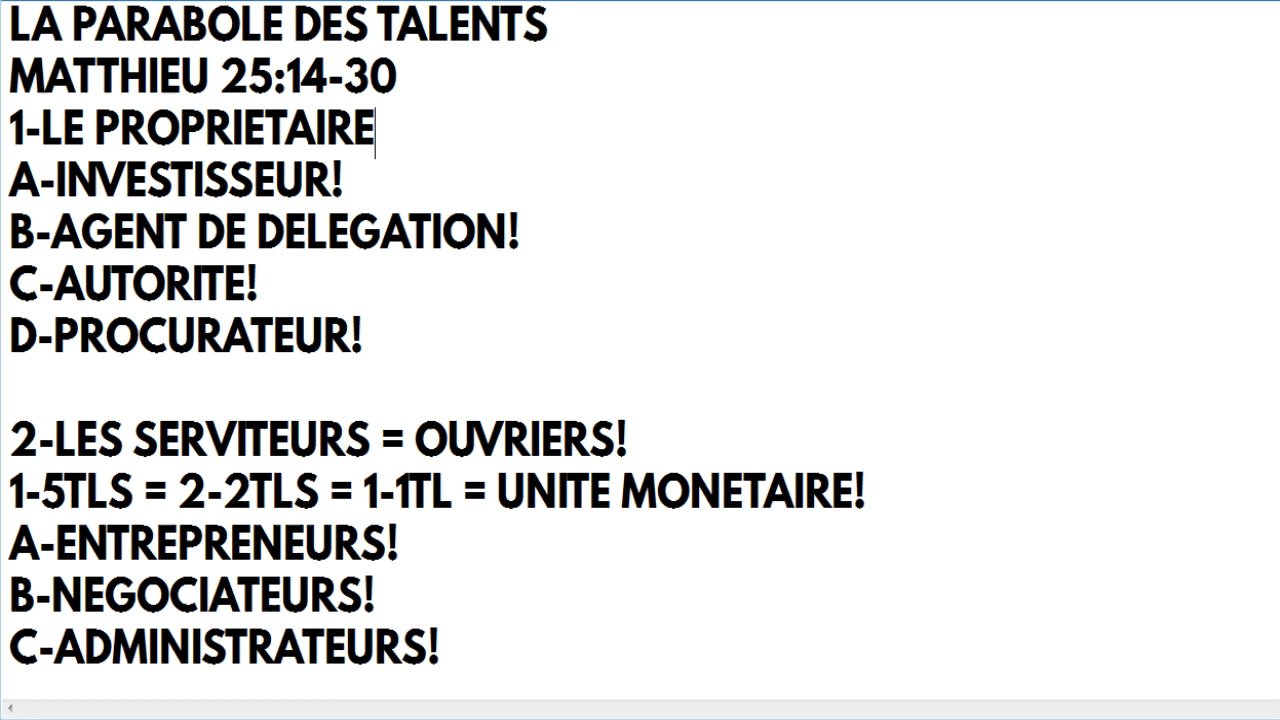 LA PARABOLE DES TALENTS
MATTHIEU 25:14-30
1-LE PROPRIETAIRE
A-INVESTISSEUR!
B-AGENT DE DELEGATION!
C-AUTORITE!
D-PROCURATEUR!
2-LES SERVITEURS = OUVRIERS!
1-5TLS = 2-2TLS = 1-1TL = UNITE MONETAIRE!
A-ENTREPRENEURS!
B-NEGOCIATEURS!
C-ADMINISTRATEURS!